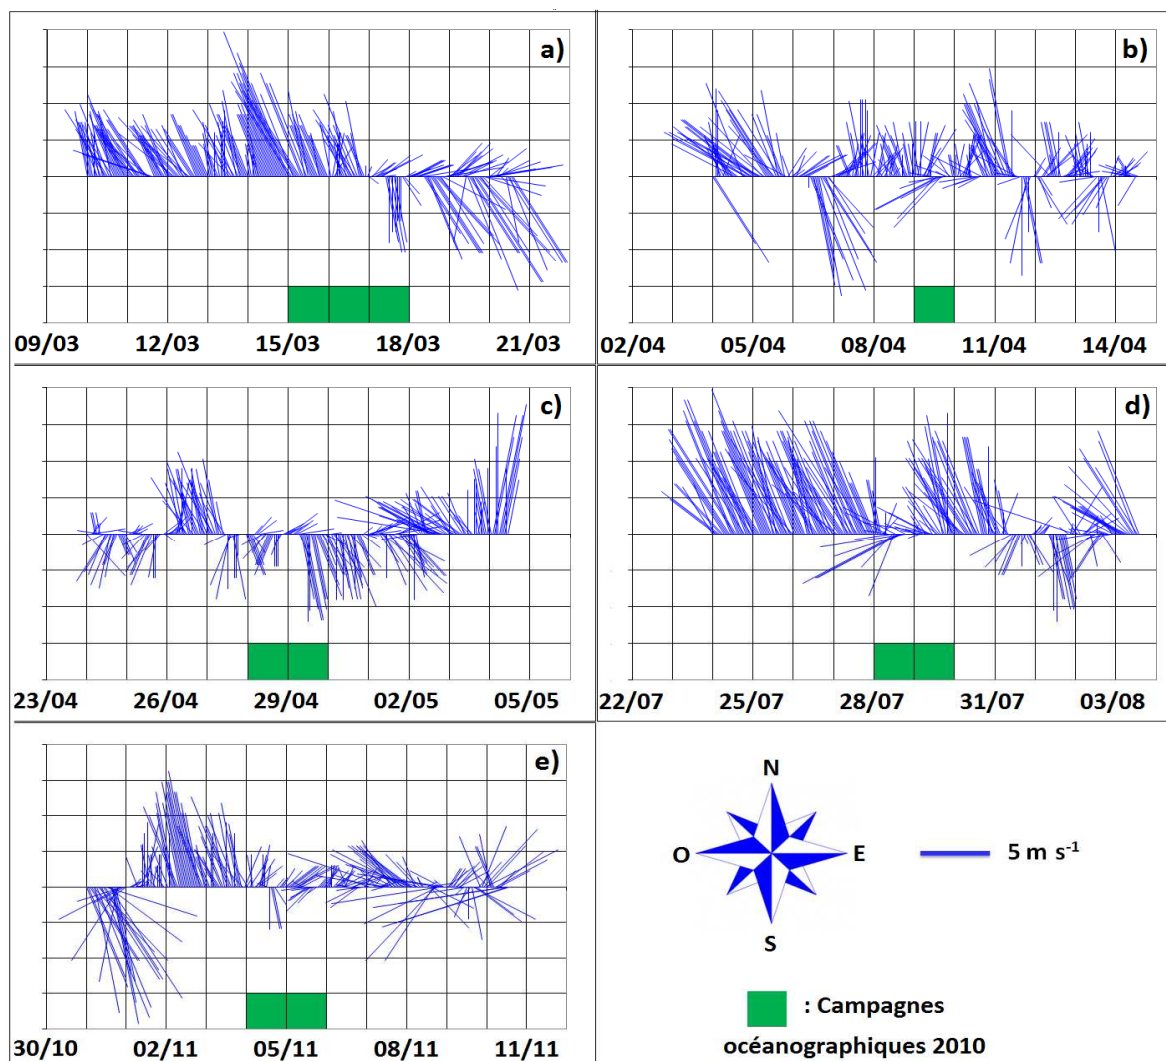 a)
09/03 12/03 15/03 18/03 21/03
b)
02/04 05/04 08/04 11/04 14/04
c)
23/04 26/04 29/04 02/05 05/05
d)
22/07 25/07 28/07 31/07 03/08
e)
30/10 02/11 05/11 08/11 11/11
N
O E
S
5 m s⁻¹
: Campagnes
océanographiques 2010